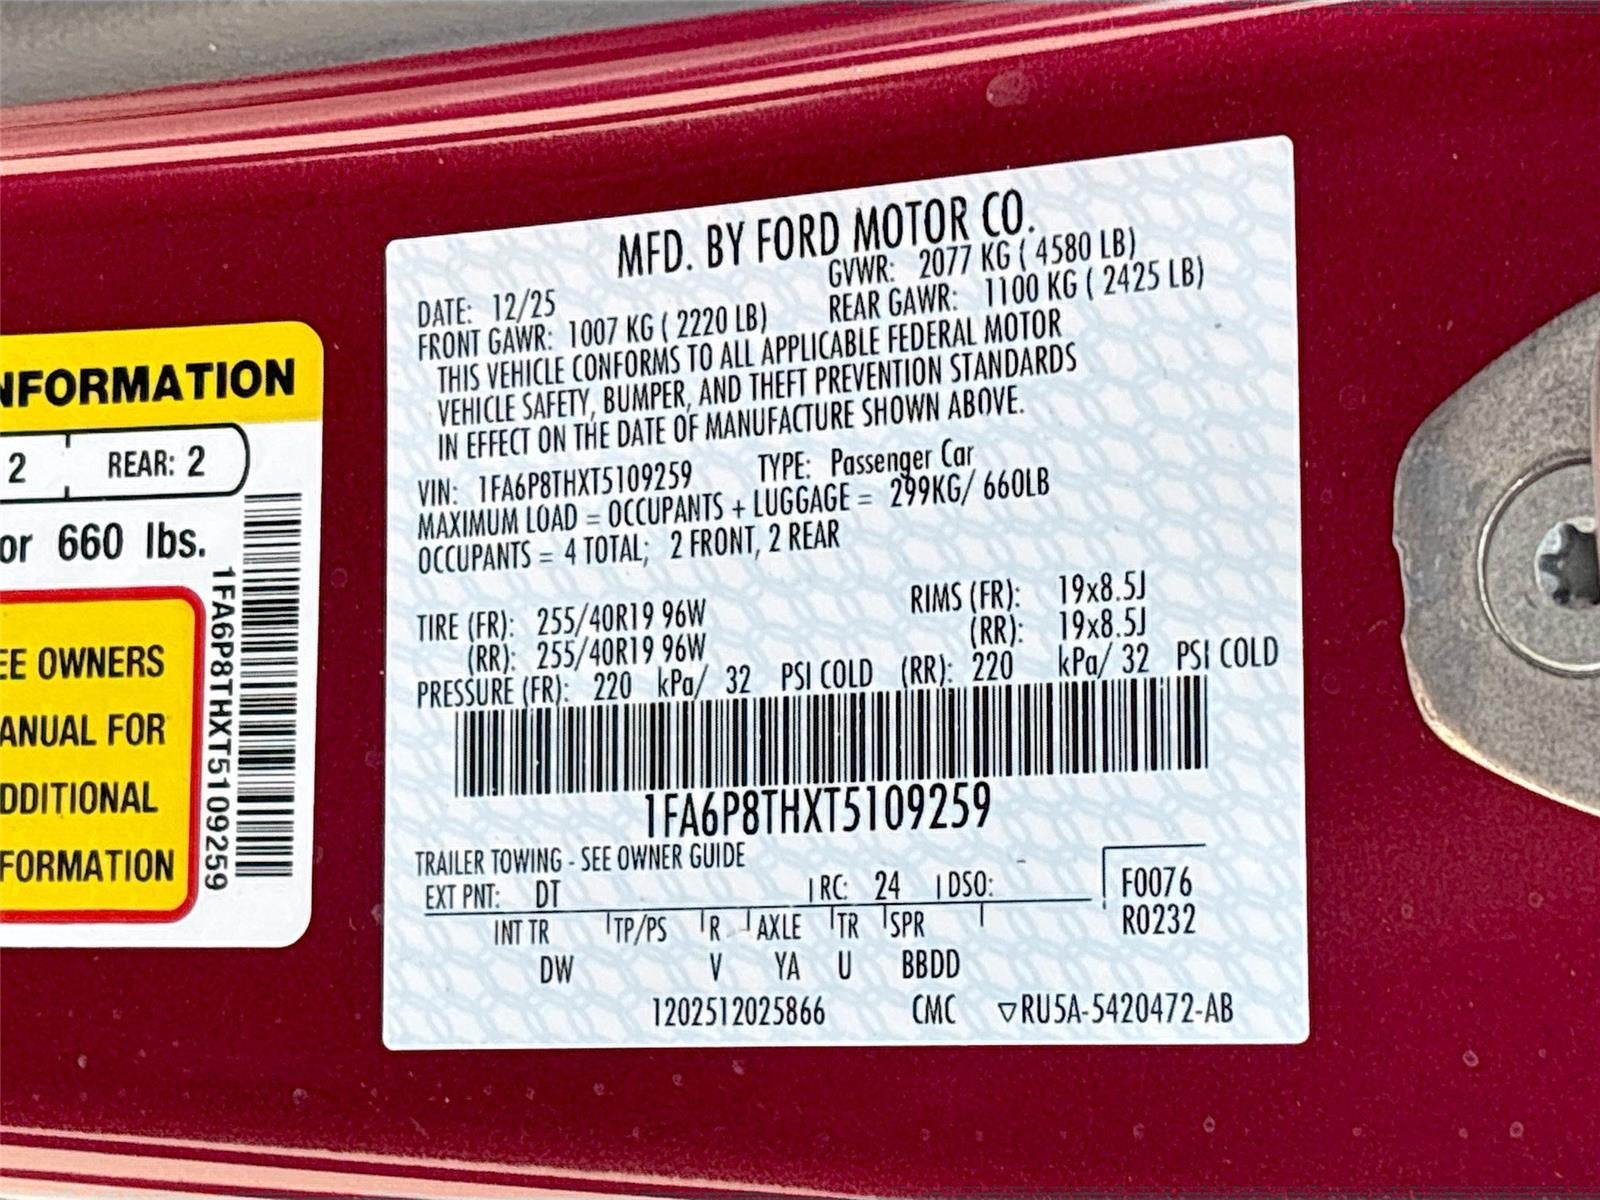 NFORMATION
2 REAR: 2
or 660 lbs.
EE OWNERS
ANUAL FOR
DDITIONAL
FORMATION
1FA6P8THXT5109259
MFD. BY FORD MOTOR CO.
DATE: 12/25 GVWR: 2077 KG ( 4580 LB)
FRONT GAWR: 1007 KG ( 2220 LB) REAR GAWR: 1100 KG ( 2425 LB)
THIS VEHICLE CONFORMS TO ALL APPLICABLE FEDERAL MOTOR
VEHICLE SAFETY, BUMPER, AND THEFT PREVENTION STANDARDS
IN EFFECT ON THE DATE OF MANUFACTURE SHOWN ABOVE.
VIN: 1FA6P8THXT5109259 TYPE: Passenger Car
MAXIMUM LOAD = OCCUPANTS + LUGGAGE = 299KG/ 660LB
OCCUPANTS = 4 TOTAL; 2 FRONT, 2 REAR
TIRE (FR): 255/40R19 96W RIMS (FR): 19x8.5J
(RR): 255/40R19 96W (RR): 19x8.5J
PRESSURE (FR): 220 kPa/ 32 PSI COLD (RR): 220 kPa/ 32 PSI COLD
1FA6P8THXT5109259
TRAILER TOWING - SEE OWNER GUIDE
EXT PNT: DT RC: 24 DSO: F0076
INT TR TP/PS R AXLE TR SPR R0232
DW V YA U BBDD
1202512025866 CMC ▽RU5A-5420472-AB